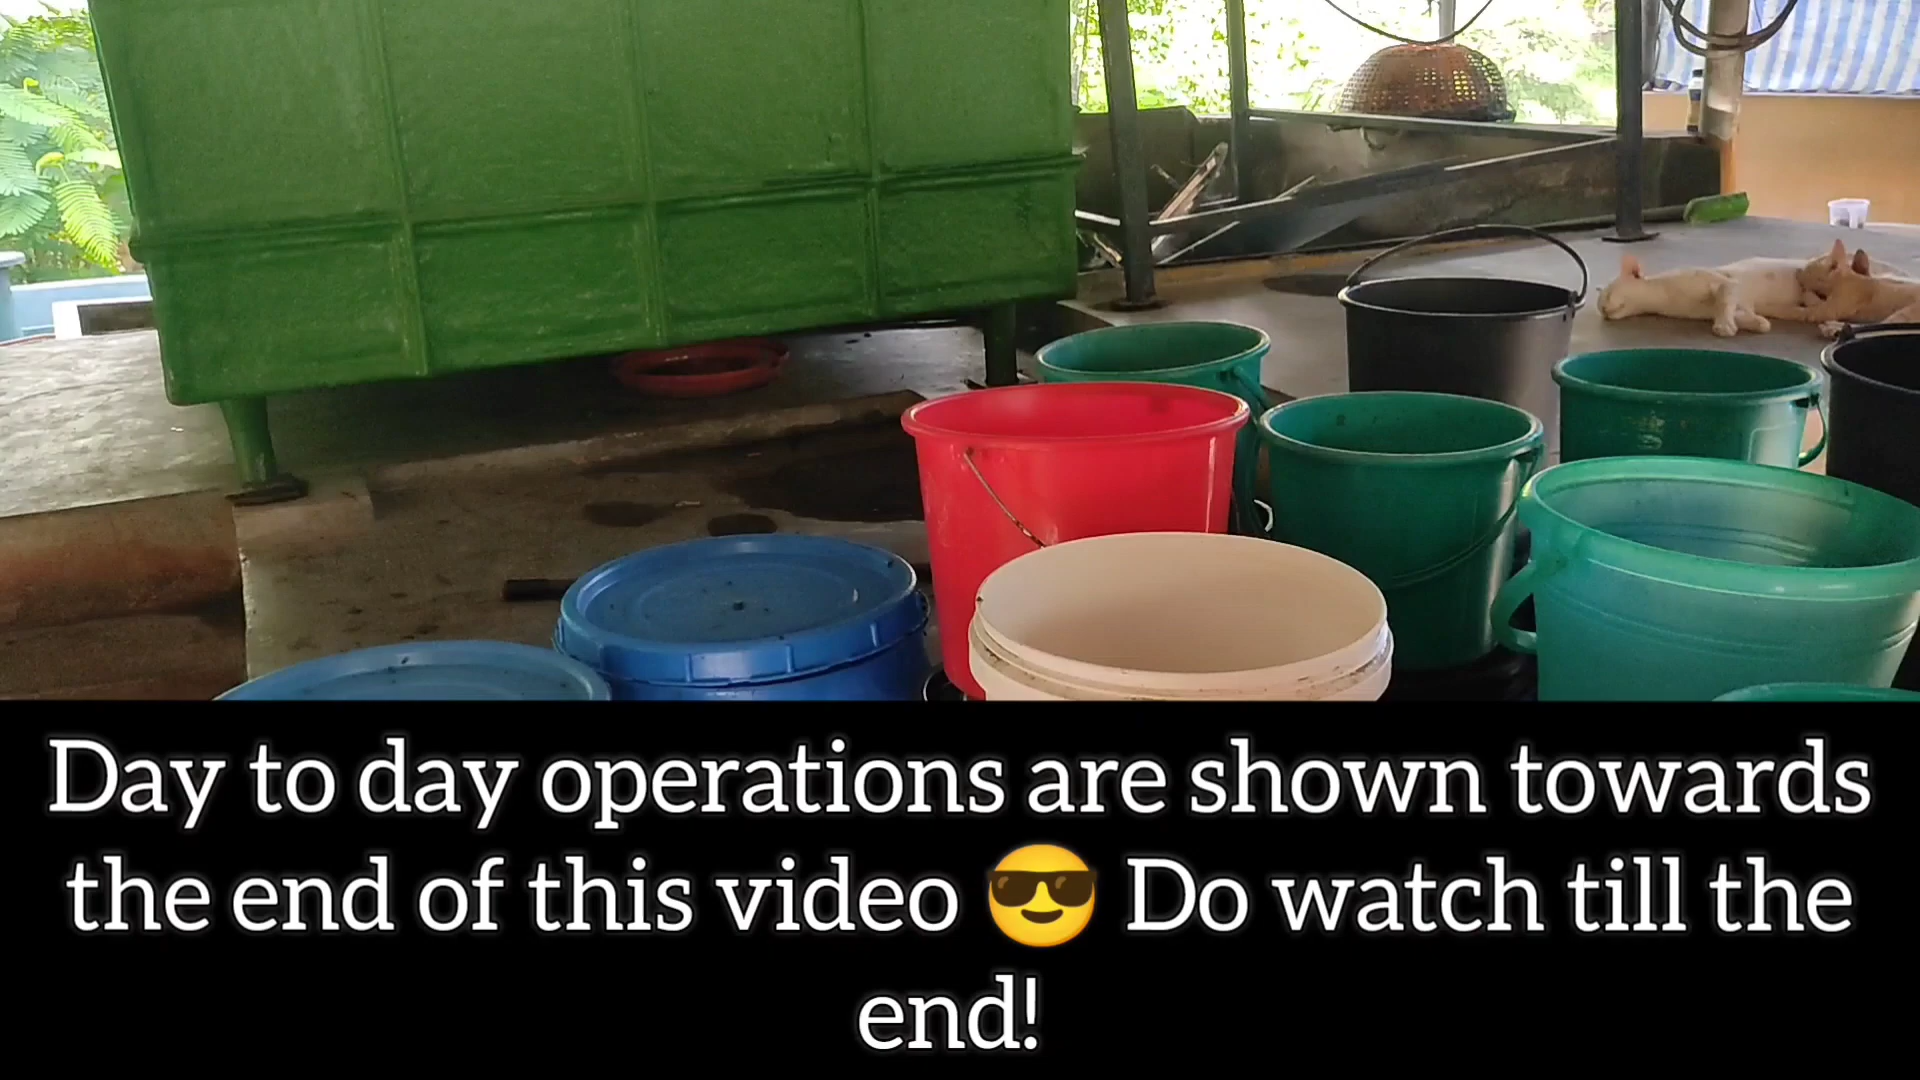 Day to day operations are shown towards
the end of this video 😎 Do watch till the
end!